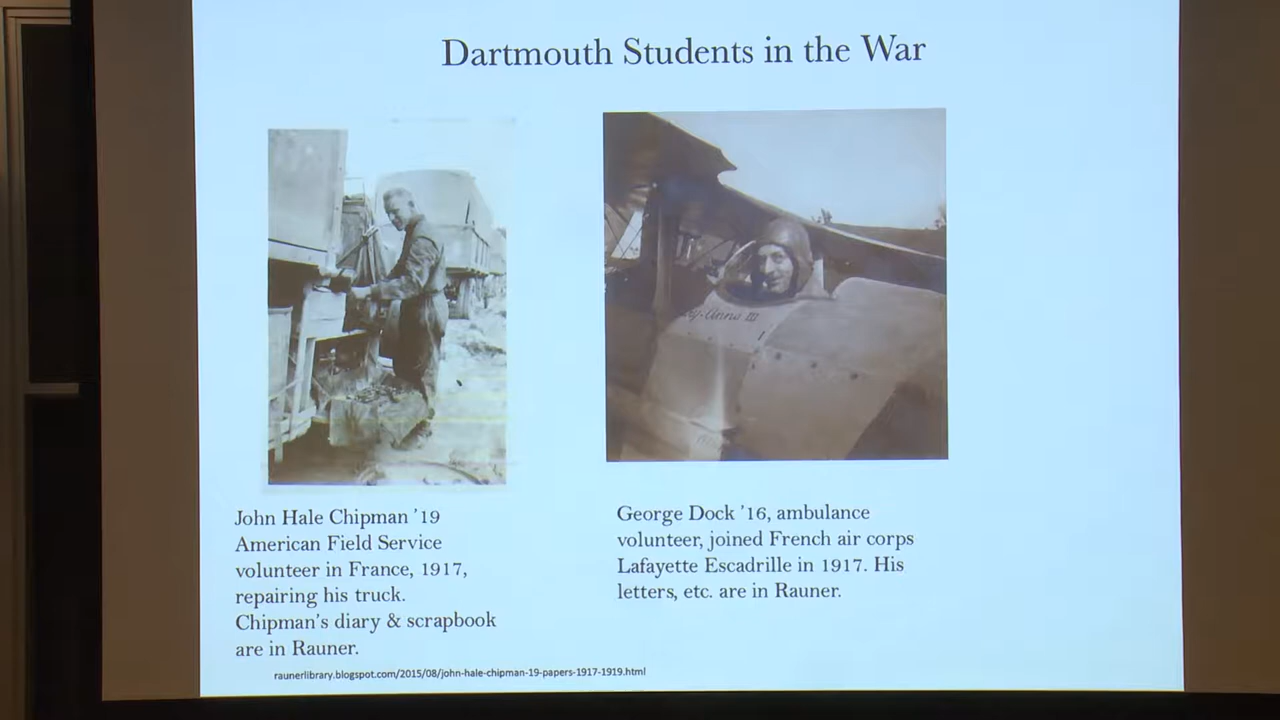 Dartmouth Students in the War
John Hale Chipman ’19
American Field Service
volunteer in France, 1917,
repairing his truck.
Chipman’s diary & scrapbook
are in Rauner.
raunerlibrary.blogspot.com/2015/08/john-hale-chipman-19-papers-1917-1919.html
George Dock ’16, ambulance
volunteer, joined French air corps
Lafayette Escadrille in 1917. His
letters, etc. are in Rauner.